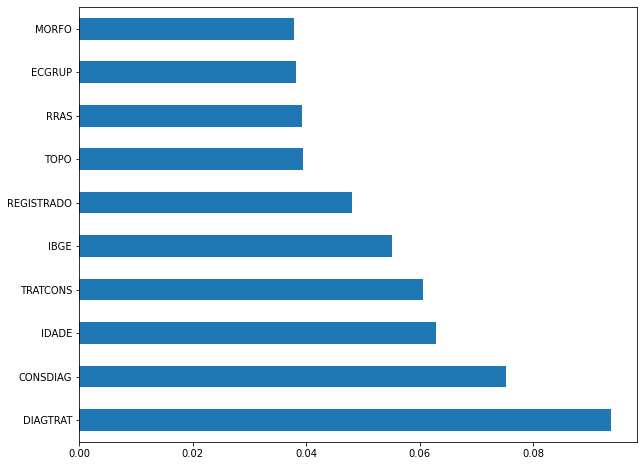 MORFO
ECGRUP
RRAS
TOPO
REGISTRADO
IBGE
TRATCONS
IDADE
CONSDIAG
DIAGTRAT
0.00 0.02 0.04 0.06 0.08